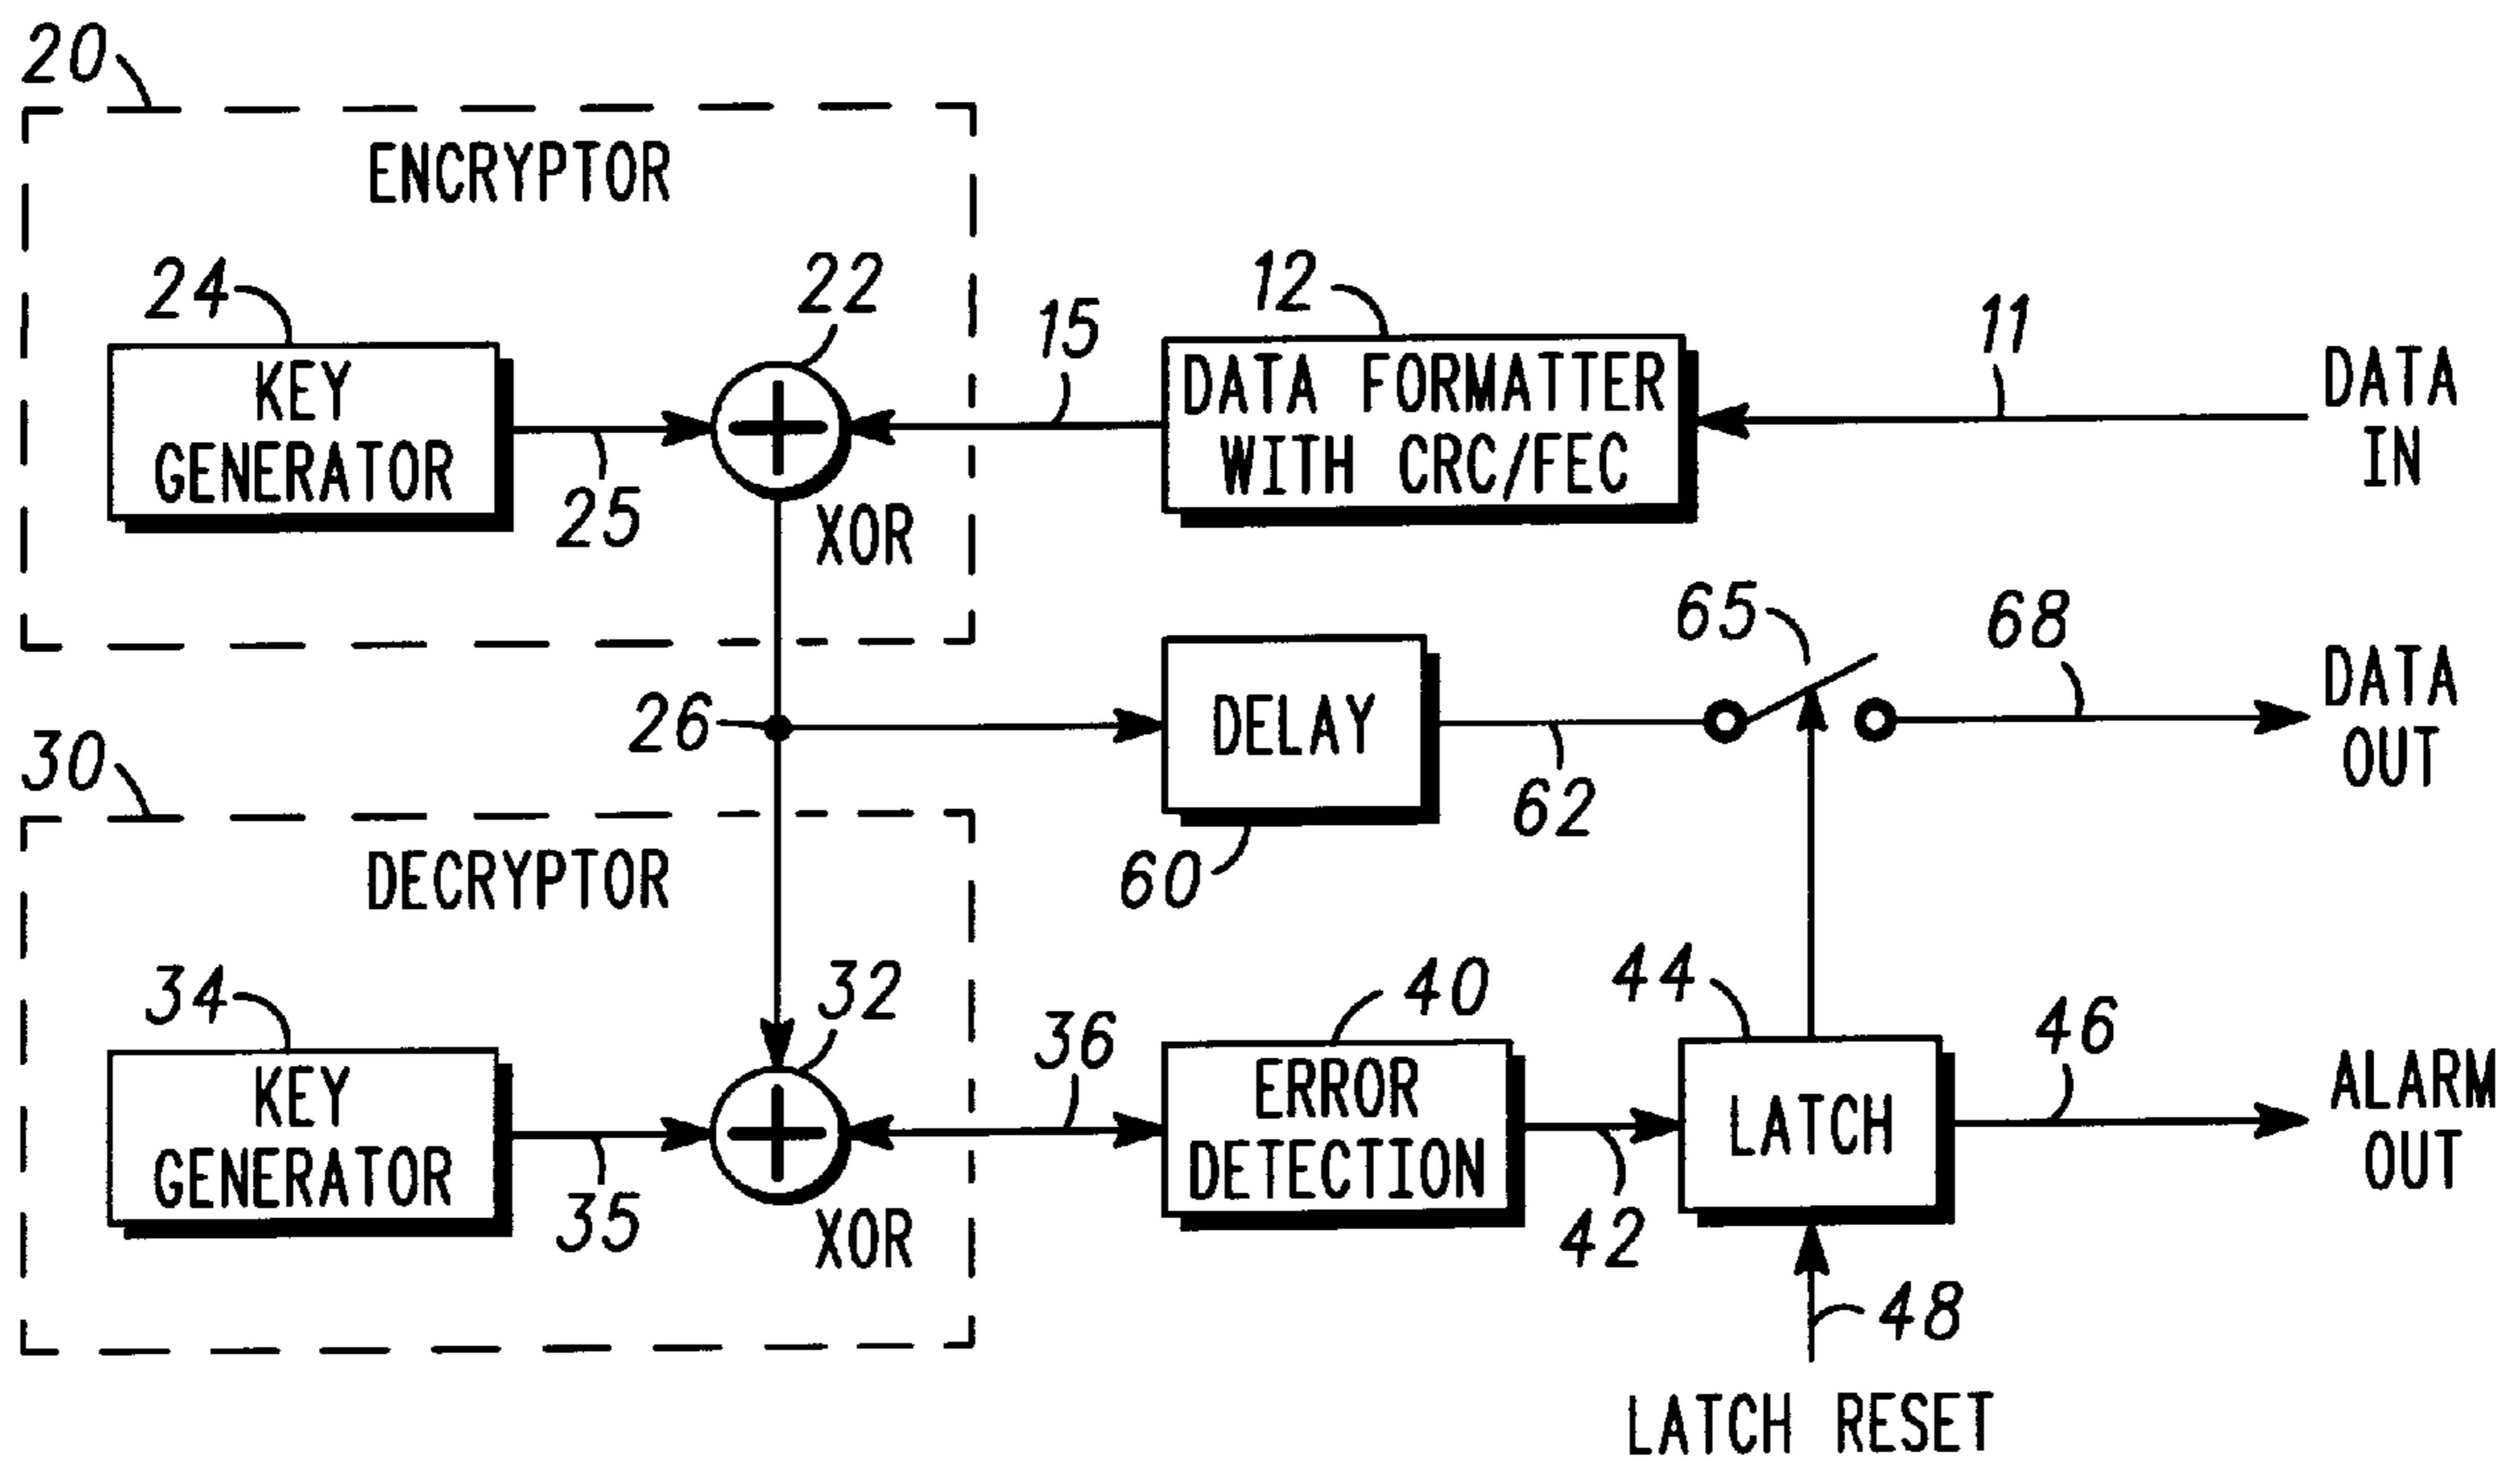 20
ENCRYPTOR
24
22
15
12
11
KEY
GENERATOR
25
XOR
DATA FORMATTER
WITH CRC/FEC
DATA
IN
26
DELAY
60
62
65
68
DATA
OUT
30
DECRYPTOR
34
32
36
40
44
46
KEY
GENERATOR
35
XOR
ERROR
DETECTION
42
LATCH
ALARM
OUT
48
LATCH RESET